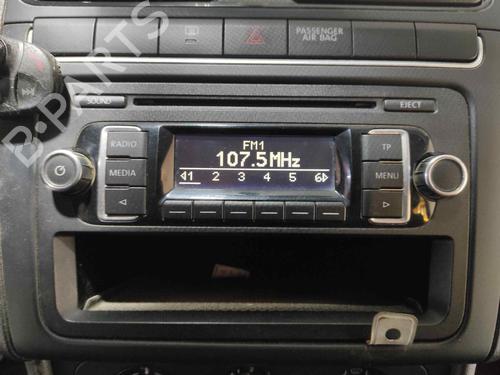 PASSENGER
AIR BAG
SOUND
EJECT
RADIO
FM1
TP
107.5MHz
MEDIA
MENU
1 2 3 4 5 6
B-PARTS